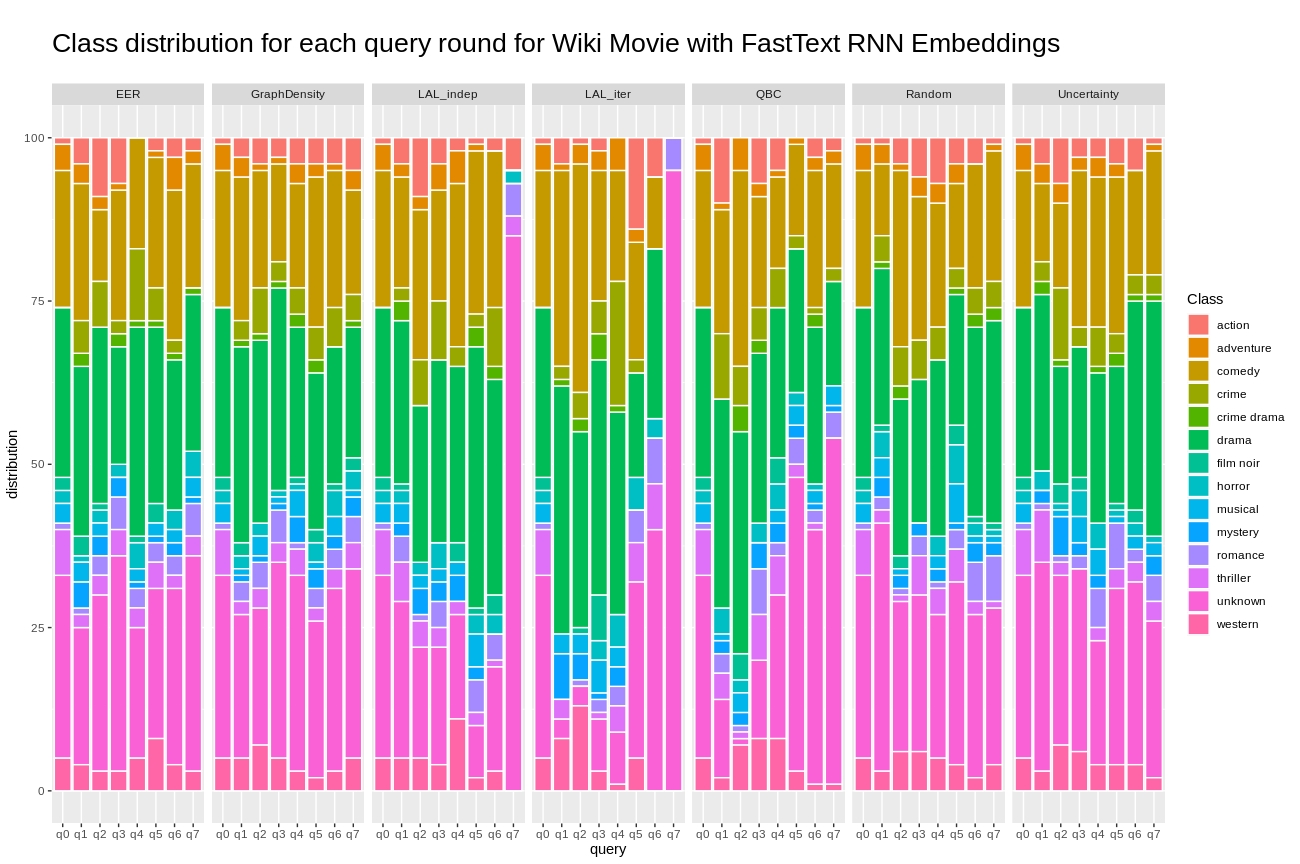 Class distribution for each query round for Wiki Movie with FastText RNN Embeddings
EER GraphDensity LAL_indep LAL_iter QBC Random Uncertainty
100
75
50
25
0
distribution
q0 q1 q2 q3 q4 q5 q6 q7 q0 q1 q2 q3 q4 q5 q6 q7 q0 q1 q2 q3 q4 q5 q6 q7 q0 q1 q2 q3 q4 q5 q6 q7 q0 q1 q2 q3 q4 q5 q6 q7 q0 q1 q2 q3 q4 q5 q6 q7 q0 q1 q2 q3 q4 q5 q6 q7
query
Class
action
adventure
comedy
crime
crime drama
drama
film noir
horror
musical
mystery
romance
thriller
unknown
western